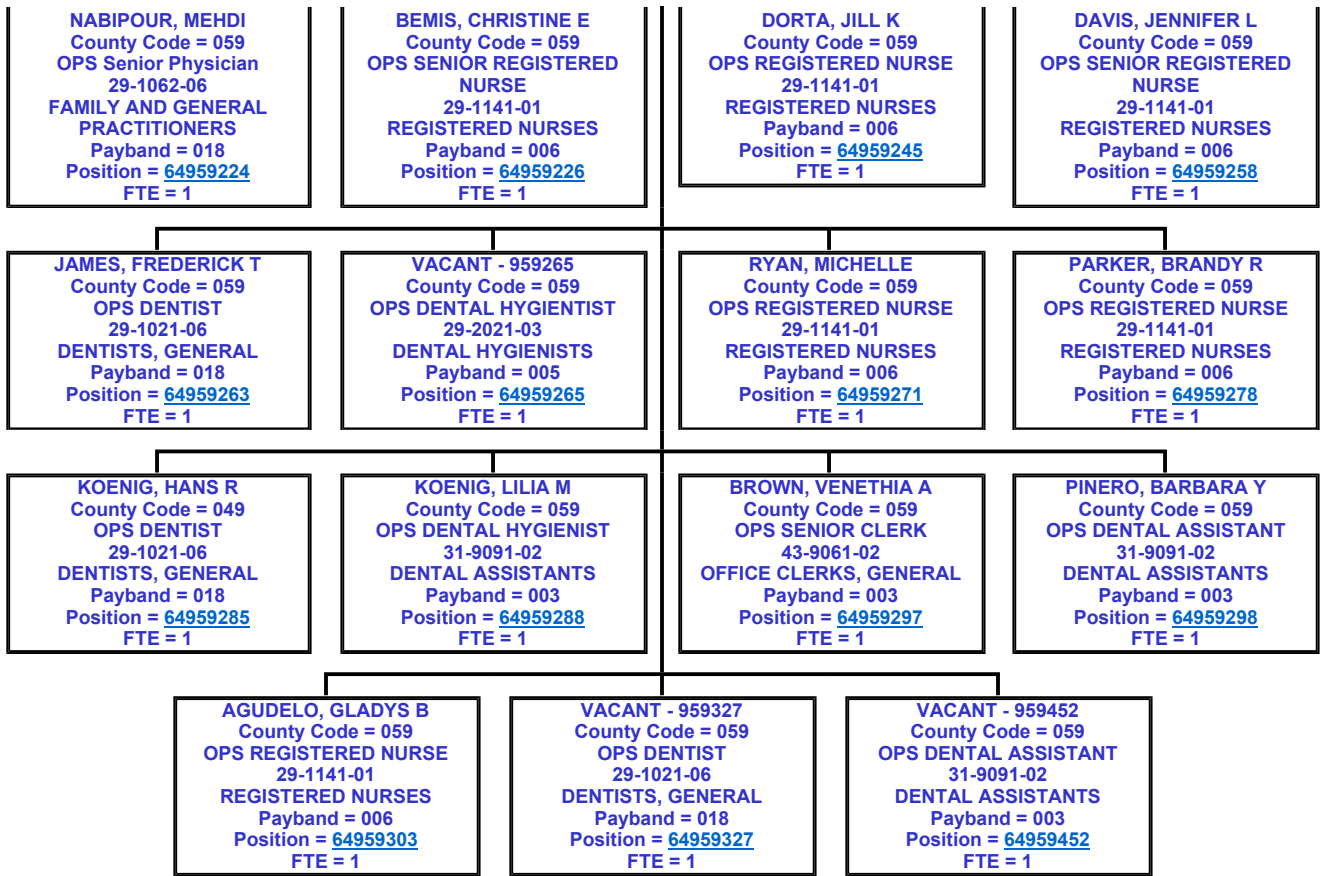 NABIPOUR, MEHDI
County Code = 059
OPS Senior Physician
29-1062-06
FAMILY AND GENERAL
PRACTITIONERS
Payband = 018
Position = 64959224
FTE = 1
BEMIS, CHRISTINE E
County Code = 059
OPS SENIOR REGISTERED
NURSE
29-1141-01
REGISTERED NURSES
Payband = 006
Position = 64959226
FTE = 1
DORTA, JILL K
County Code = 059
OPS REGISTERED NURSE
29-1141-01
REGISTERED NURSES
Payband = 006
Position = 64959245
FTE = 1
DAVIS, JENNIFER L
County Code = 059
OPS SENIOR REGISTERED
NURSE
29-1141-01
REGISTERED NURSES
Payband = 006
Position = 64959258
FTE = 1
JAMES, FREDERICK T
County Code = 059
OPS DENTIST
29-1021-06
DENTISTS, GENERAL
Payband = 018
Position = 64959263
FTE = 1
VACANT - 959265
County Code = 059
OPS DENTAL HYGIENTIST
29-2021-03
DENTAL HYGIENISTS
Payband = 005
Position = 64959265
FTE = 1
RYAN, MICHELLE
County Code = 059
OPS REGISTERED NURSE
29-1141-01
REGISTERED NURSES
Payband = 006
Position = 64959271
FTE = 1
PARKER, BRANDY R
County Code = 059
OPS REGISTERED NURSE
29-1141-01
REGISTERED NURSES
Payband = 006
Position = 64959278
FTE = 1
KOENIG, HANS R
County Code = 049
OPS DENTIST
29-1021-06
DENTISTS, GENERAL
Payband = 018
Position = 64959285
FTE = 1
KOENIG, LILIA M
County Code = 059
OPS DENTAL HYGIENIST
31-9091-02
DENTAL ASSISTANTS
Payband = 003
Position = 64959288
FTE = 1
BROWN, VENETHIA A
County Code = 059
OPS SENIOR CLERK
43-9061-02
OFFICE CLERKS, GENERAL
Payband = 003
Position = 64959297
FTE = 1
PINERO, BARBARA Y
County Code = 059
OPS DENTAL ASSISTANT
31-9091-02
DENTAL ASSISTANTS
Payband = 003
Position = 64959298
FTE = 1
AGUDELO, GLADYS B
County Code = 059
OPS REGISTERED NURSE
29-1141-01
REGISTERED NURSES
Payband = 006
Position = 64959303
FTE = 1
VACANT - 959327
County Code = 059
OPS DENTIST
29-1021-06
DENTISTS, GENERAL
Payband = 018
Position = 64959327
FTE = 1
VACANT - 959452
County Code = 059
OPS DENTAL ASSISTANT
31-9091-02
DENTAL ASSISTANTS
Payband = 003
Position = 64959452
FTE = 1